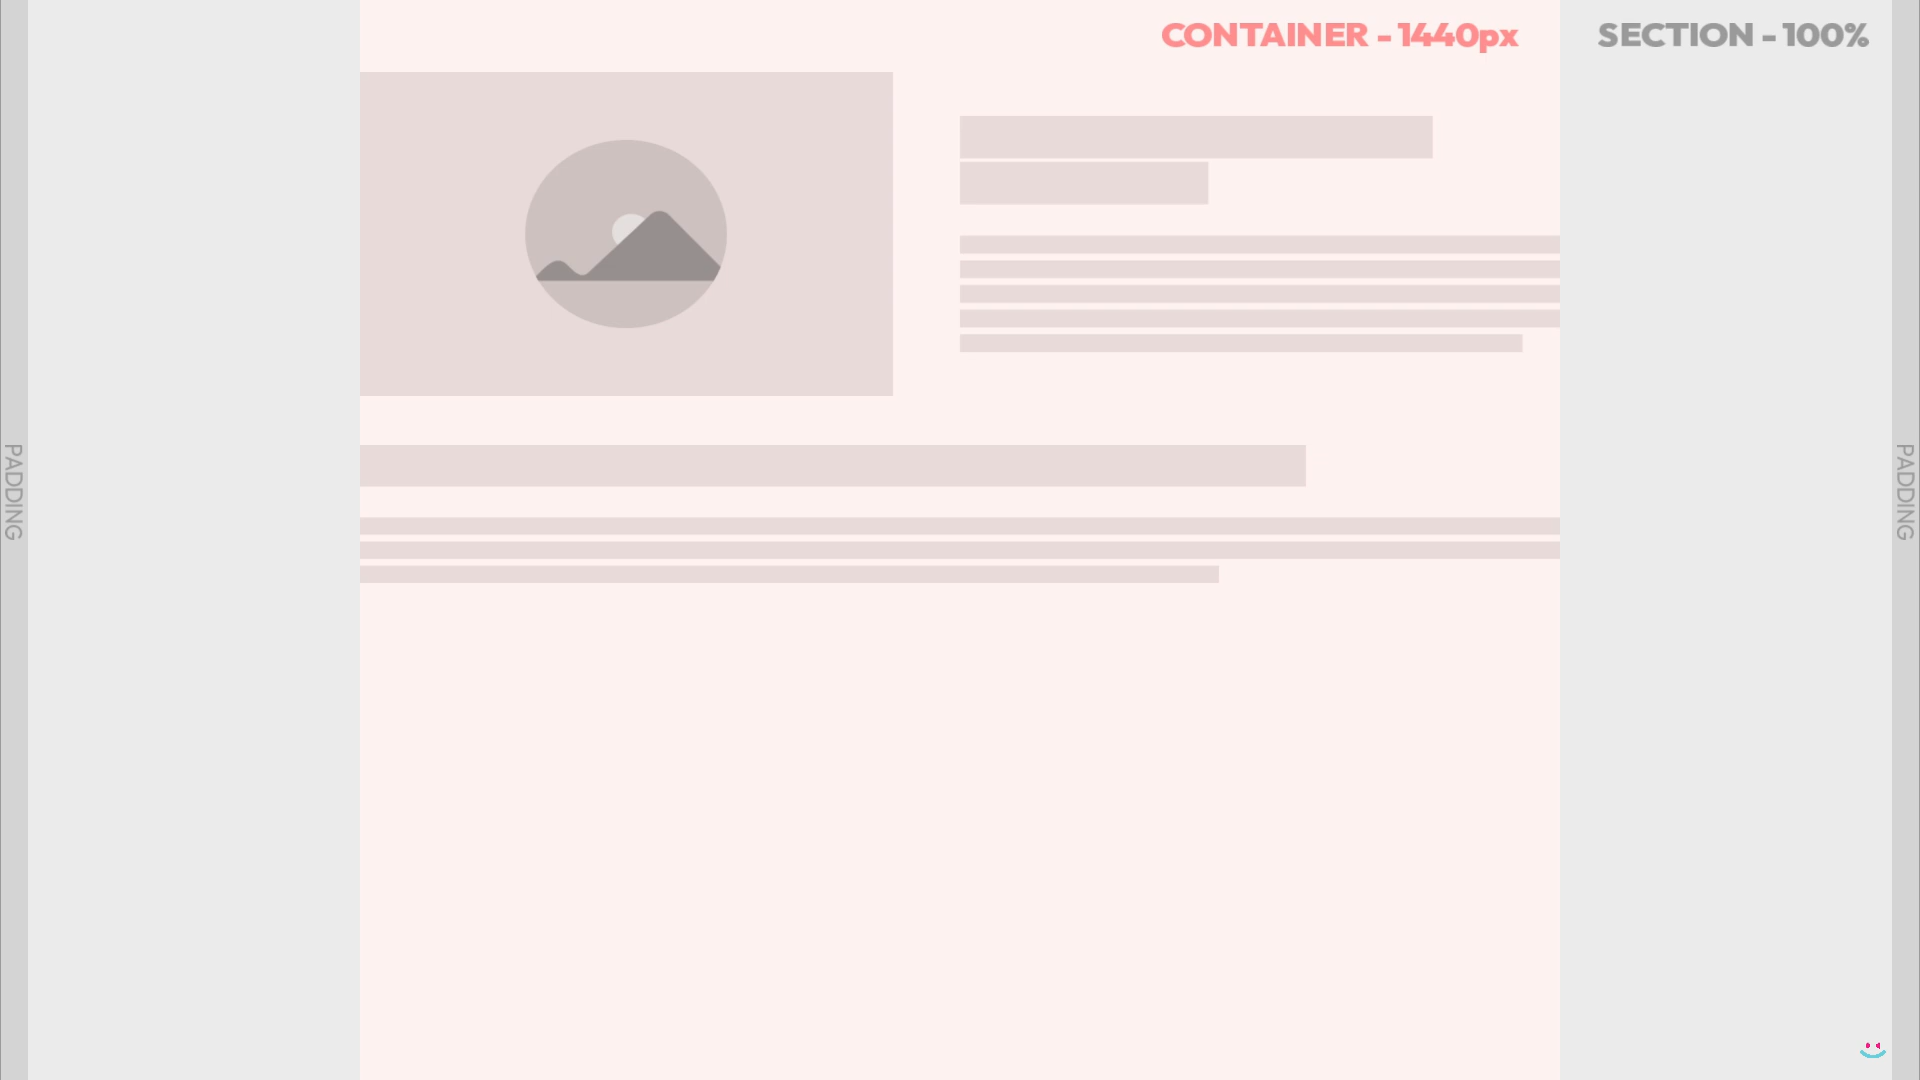 CONTAINER - 1440px
SECTION - 100%
PADDING
PADDING